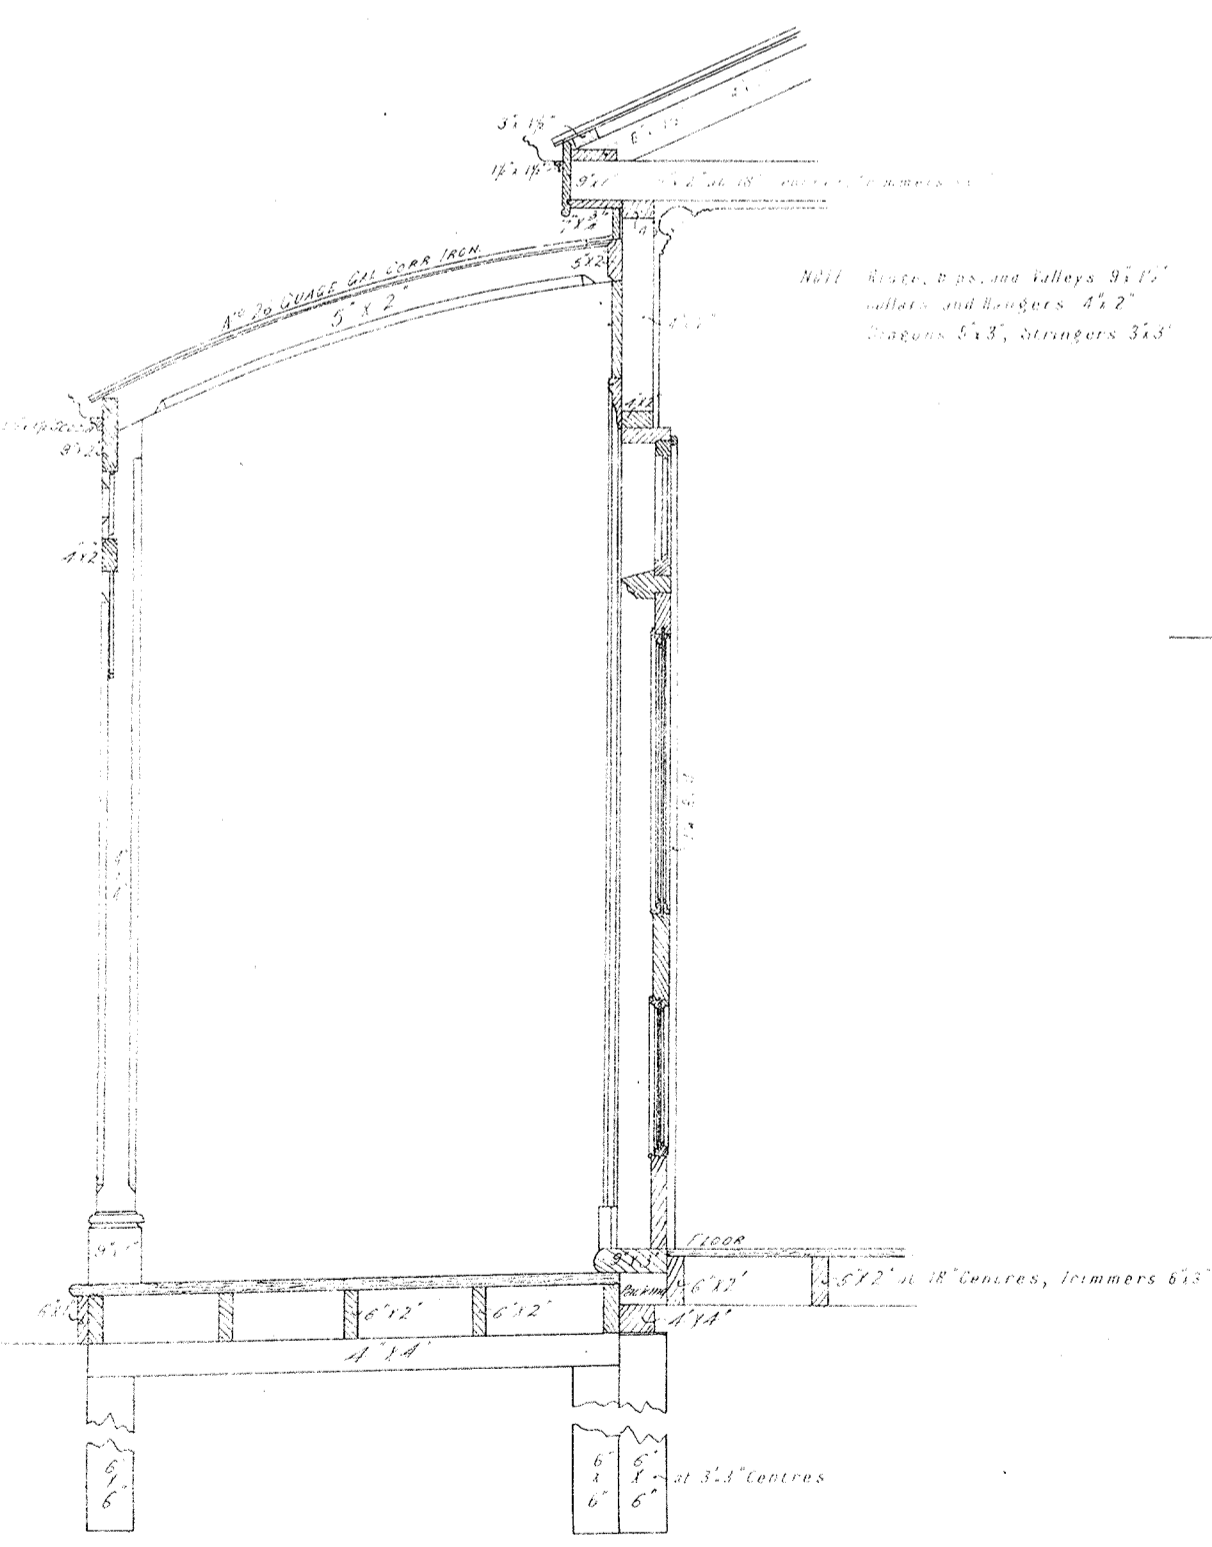 3" x 1½"
1½" x 1½"
9" x 1"
5" x 2"
No 26 GUAGE GAL CORR IRON.
5" X 2"
NOTE Ridge, Hips, and Valleys 9" x 1½"
Collars and Hangers 4" x 2"
5" x 3", Stringers 3" x 3"
9" x 2"
4" x 2"
4" x 2"
FLOOR
9" x 3"
Packing
6" X 2"
6" X 2" at 18" Centres, Trimmers 6" x 3"
6" X 2"
6" X 2"
4" X 4"
4" X 4"
6" x 6"
6" x 6"
6" X 6" at 3'-3" Centres